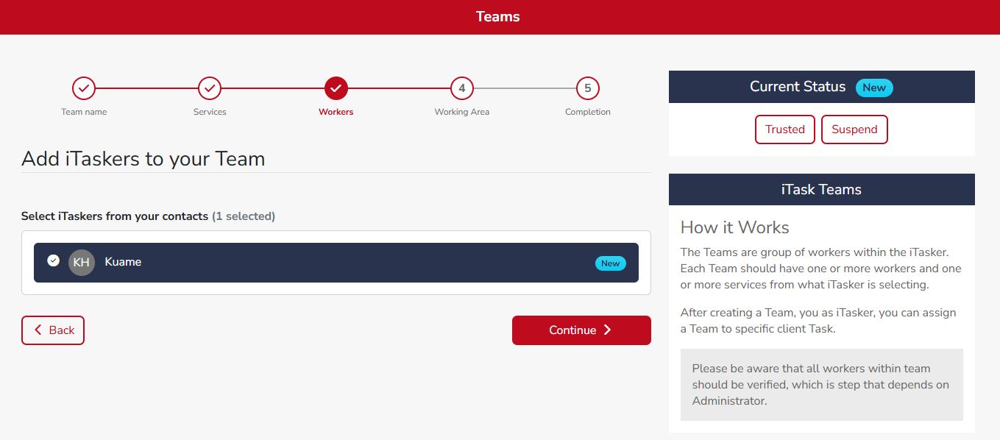 Teams
4
5
Team name
Services
Workers
Working Area
Completion
Add iTaskers to your Team
Select iTaskers from your contacts (1 selected)
KH
Kuame
New
Back
Continue
Current Status
New
Trusted
Suspend
iTask Teams
How it Works
The Teams are group of workers within the iTasker.
Each Team should have one or more workers and one
or more services from what iTasker is selecting.
After creating a Team, you as iTasker, you can assign
a Team to specific client Task.
Please be aware that all workers within team
should be verified, which is step that depends on
Administrator.